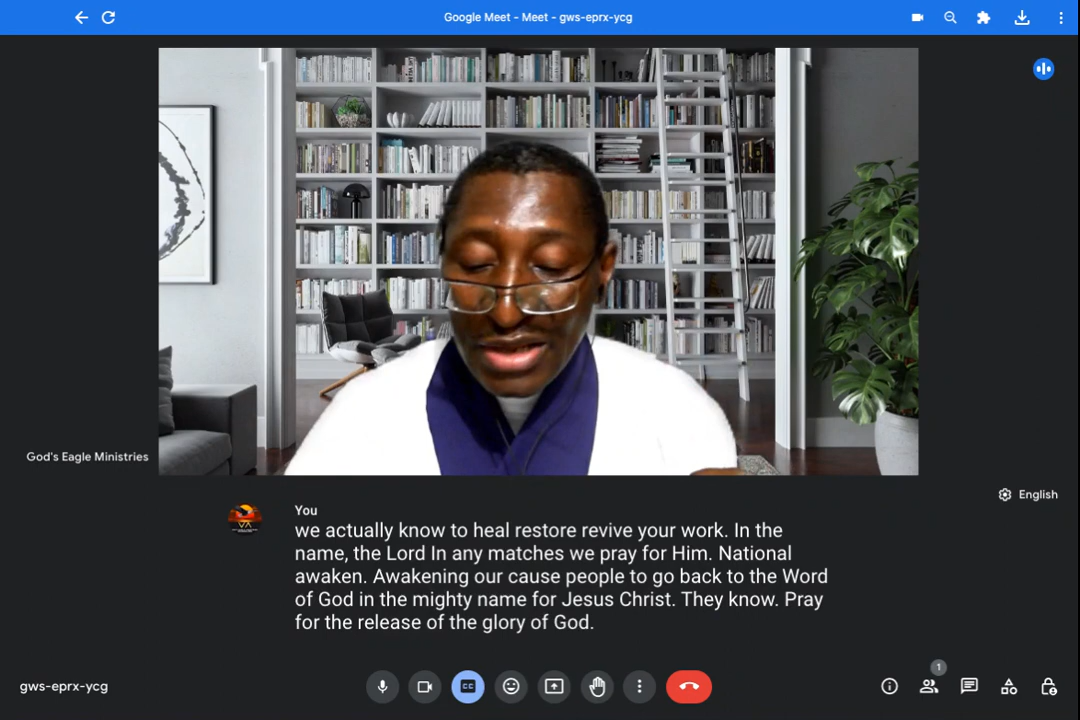 Google Meet - Meet - gws-eprx-ycg
God's Eagle Ministries
English
You
we actually know to heal restore revive your work. In the
name, the Lord In any matches we pray for Him. National
awaken. Awakening our cause people to go back to the Word
of God in the mighty name for Jesus Christ. They know. Pray
for the release of the glory of God.
gws-eprx-ycg
CC
1